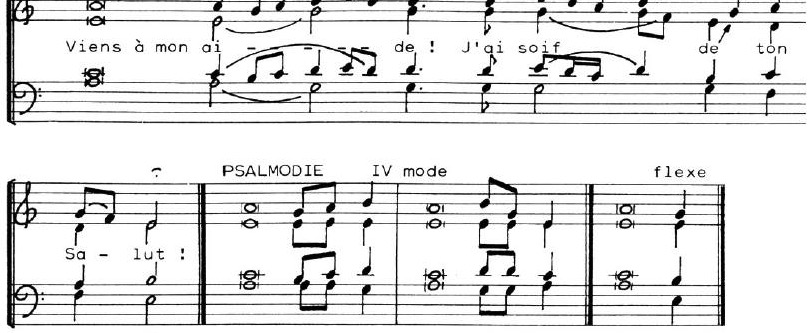 Viens à mon ai - - - - - de ! J'ai soif de ton
PSALMODIE IV mode flexe
Sa - lut !